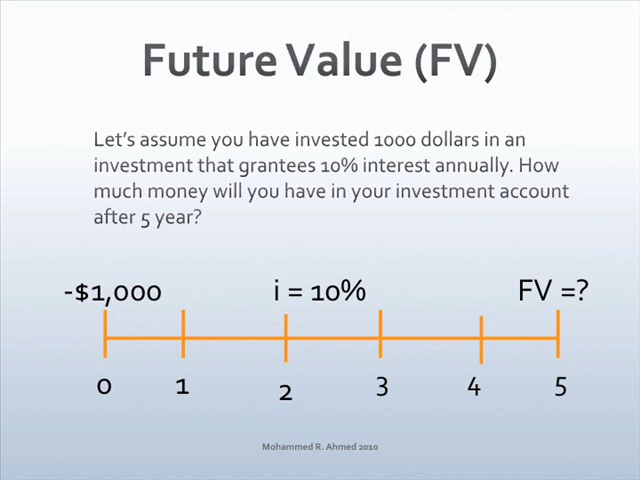 Future Value (FV)
Let's assume you have invested 1000 dollars in an
investment that grantees 10% interest annually. How
much money will you have in your investment account
after 5 year?
-$1,000 i = 10% FV =?
0 1 2 3 4 5
Mohammed R. Ahmed 2010